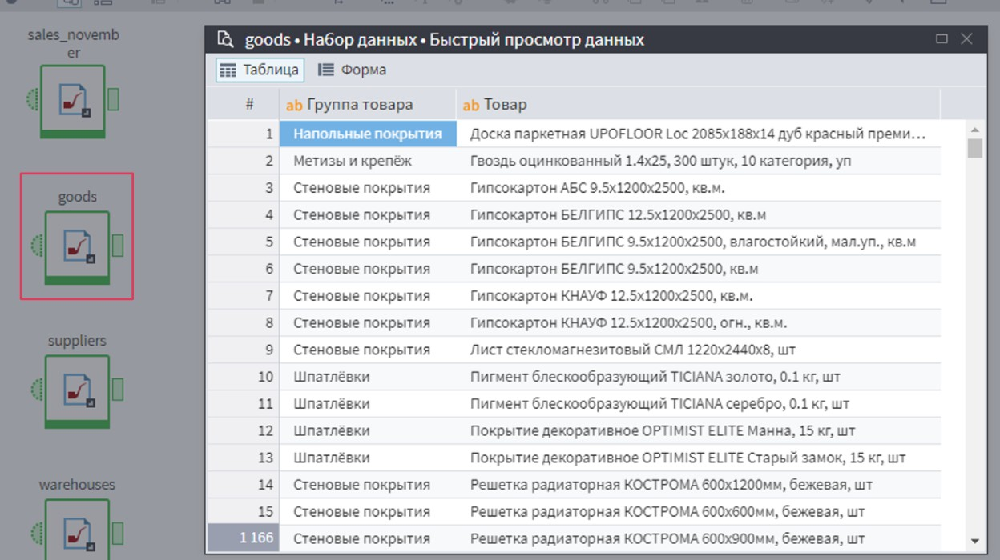 sales_novemb
er
goods
suppliers
warehouses
goods • Набор данных • Быстрый просмотр данных
Таблица Форма
# ab Группа товара ab Товар
1 Напольные покрытия Доска паркетная UPOFLOOR Loc 2085x188x14 дуб красный преми...
2 Метизы и крепёж Гвоздь оцинкованный 1.4x25, 300 штук, 10 категория, уп
3 Стеновые покрытия Гипсокартон АБС 9.5x1200x2500, кв.м.
4 Стеновые покрытия Гипсокартон БЕЛГИПС 12.5x1200x2500, кв.м
5 Стеновые покрытия Гипсокартон БЕЛГИПС 9.5x1200x2500, влагостойкий, мал.уп., кв.м
6 Стеновые покрытия Гипсокартон БЕЛГИПС 9.5x1200x2500, кв.м
7 Стеновые покрытия Гипсокартон КНАУФ 12.5x1200x2500, кв.м.
8 Стеновые покрытия Гипсокартон КНАУФ 12.5x1200x2500, огн., кв.м.
9 Стеновые покрытия Лист стекломагнезитовый СМЛ 1220x2440x8, шт
10 Шпатлёвки Пигмент блескообразующий TICIANA золото, 0.1 кг, шт
11 Шпатлёвки Пигмент блескообразующий TICIANA серебро, 0.1 кг, шт
12 Шпатлёвки Покрытие декоративное OPTIMIST ELITE Манна, 15 кг, шт
13 Шпатлёвки Покрытие декоративное OPTIMIST ELITE Старый замок, 15 кг, шт
14 Стеновые покрытия Решетка радиаторная КОСТРОМА 600x1200мм, бежевая, шт
15 Стеновые покрытия Решетка радиаторная КОСТРОМА 600x600мм, бежевая, шт
1 166 Стеновые покрытия Решетка радиаторная КОСТРОМА 600x900мм, бежевая, шт